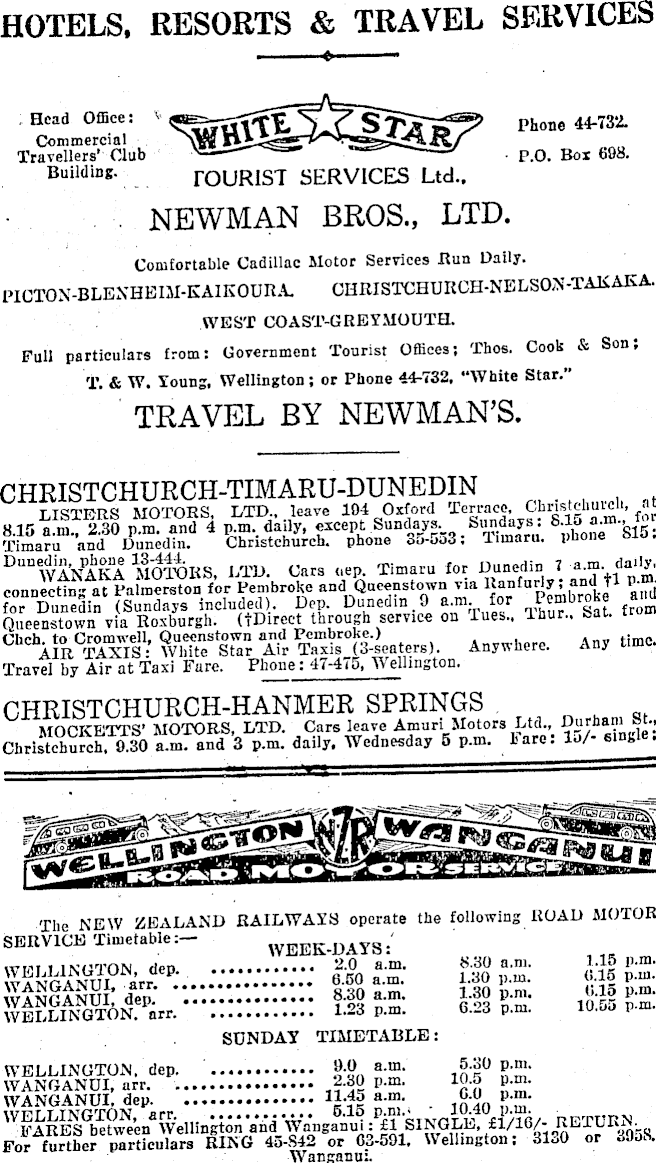 HOTELS, RESORTS & TRAVEL SERVICES
Head Office:
Commercial
Travellers' Club
Building.
WHITE STAR
TOURIST SERVICES Ltd.,
Phone 44-732.
P.O. Box 698.
NEWMAN BROS., LTD.
Comfortable Cadillac Motor Services Run Daily.
PICTON-BLENHEIM-KAIKOURA. CHRISTCHURCH-NELSON-TAKAKA.
WEST COAST-GREYMOUTH.
Full particulars from: Government Tourist Offices; Thos. Cook & Son;
T. & W. Young, Wellington; or Phone 44-732, "White Star."
TRAVEL BY NEWMAN'S.
CHRISTCHURCH-TIMARU-DUNEDIN
LISTERS MOTORS, LTD., leave 194 Oxford Terrace, Christchurch, at
8.15 a.m., 2.30 p.m. and 4 p.m. daily, except Sundays. Sundays: 8.15 a.m., for
Timaru and Dunedin. Christchurch. phone 35-553; Timaru. phone 815;
Dunedin, phone 13-444.
WANAKA MOTORS, LTD. Cars dep. Timaru for Dunedin 7 a.m. daily,
connecting at Palmerston for Pembroke and Queenstown via Ranfurly; and †1 p.m.
for Dunedin (Sundays included). Dep. Dunedin 9 a.m. for Pembroke and
Queenstown via Roxburgh. (†Direct through service on Tues., Thur., Sat. from
Chch. to Cromwell, Queenstown and Pembroke.)
AIR TAXIS: White Star Air Taxis (3-seaters). Anywhere. Any time.
Travel by Air at Taxi Fare. Phone: 47-475, Wellington.
CHRISTCHURCH-HANMER SPRINGS
MOCKETTS' MOTORS, LTD. Cars leave Amuri Motors Ltd., Durham St.,
Christchurch, 9.30 a.m. and 3 p.m. daily, Wednesday 5 p.m. Fare: 15/- single;
WELLINGTON NZR WANGANUI
ROAD MOTOR SERVICE
The NEW ZEALAND RAILWAYS operate the following ROAD MOTOR
SERVICE Timetable:—
WEEK-DAYS:
WELLINGTON, dep. ............ 2.0 a.m. 8.30 a.m. 1.15 p.m.
WANGANUI, arr. ................ 6.50 a.m. 1.30 p.m. 6.15 p.m.
WANGANUI, dep. ............... 8.30 a.m. 1.30 p.m. 6.15 p.m.
WELLINGTON, arr. ............ 1.23 p.m. 6.23 p.m. 10.55 p.m.
SUNDAY TIMETABLE:
WELLINGTON, dep. ............ 9.0 a.m. 5.30 p.m.
WANGANUI, arr. ................ 2.30 p.m. 10.5 p.m.
WANGANUI, dep. ............... 11.45 a.m. 6.0 p.m.
WELLINGTON, arr. ............ 5.15 p.m. 10.40 p.m.
FARES between Wellington and Wanganui: £1 SINGLE, £1/16/- RETURN.
For further particulars RING 45-842 or 63-591, Wellington; 3130 or 3958,
Wanganui.